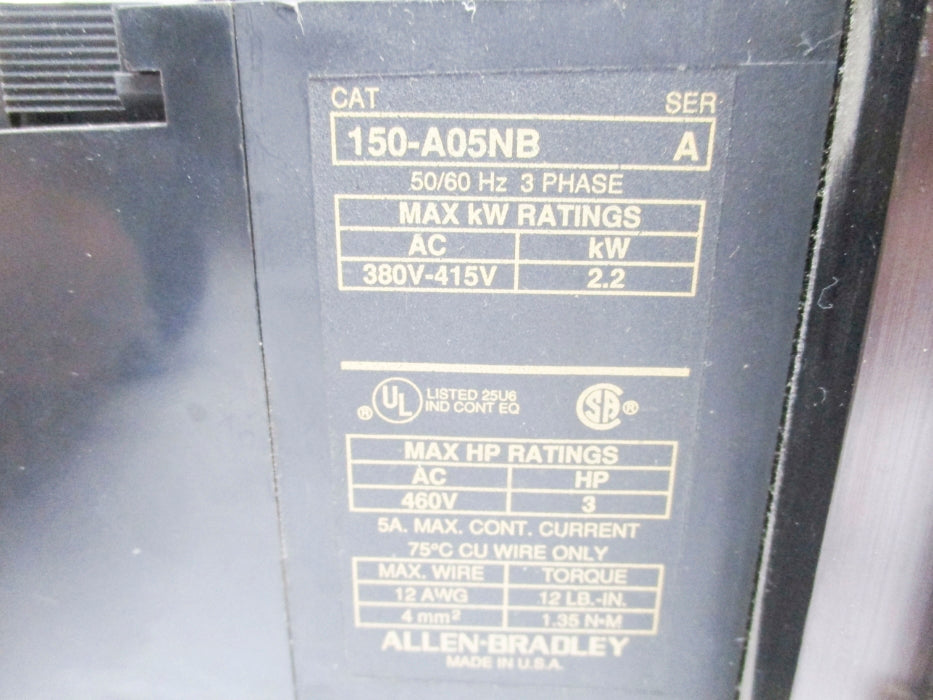 CAT SER
150-A05NB A
50/60 Hz 3 PHASE
MAX kW RATINGS
AC kW
380V-415V 2.2
® UL LISTED 25U6
IND CONT EQ
SA ®
MAX HP RATINGS
AC HP
460V 3
5A. MAX. CONT. CURRENT
75°C CU WIRE ONLY
MAX. WIRE TORQUE
12 AWG 12 LB.-IN.
4 mm² 1.35 N-M
ALLEN-BRADLEY
MADE IN U.S.A.